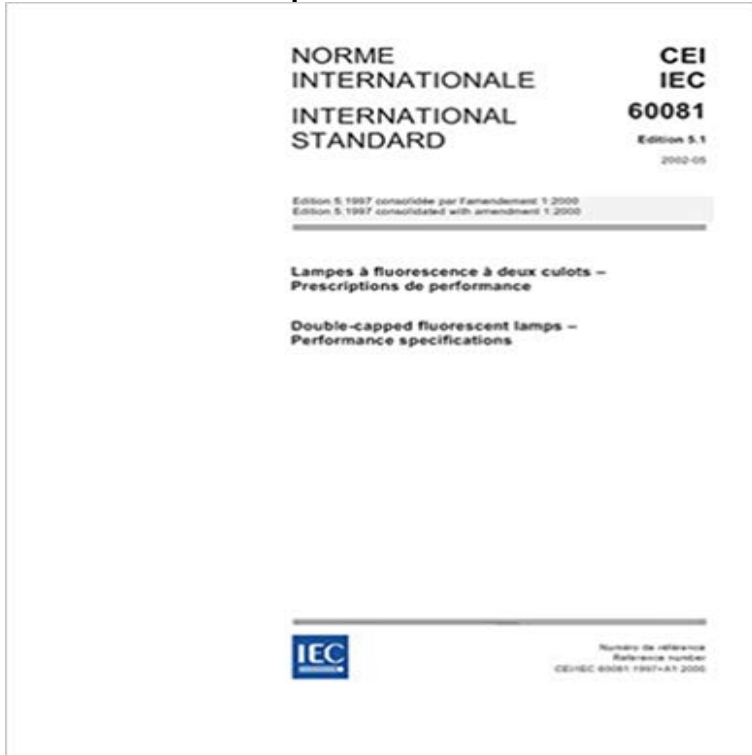 NORME
INTERNATIONALE
INTERNATIONAL
STANDARD
CEI
IEC
60081
Edition 5.1
2002-05
Edition 5:1997 consolidée par l'amendement 1:2000
Edition 5:1997 consolidated with amendment 1:2000
Lampes à fluorescence à deux culots –
Prescriptions de performance
Double-capped fluorescent lamps –
Performance specifications
IEC
Numéro de référence
Reference number
CEI/IEC 60081:1997+A1:2000